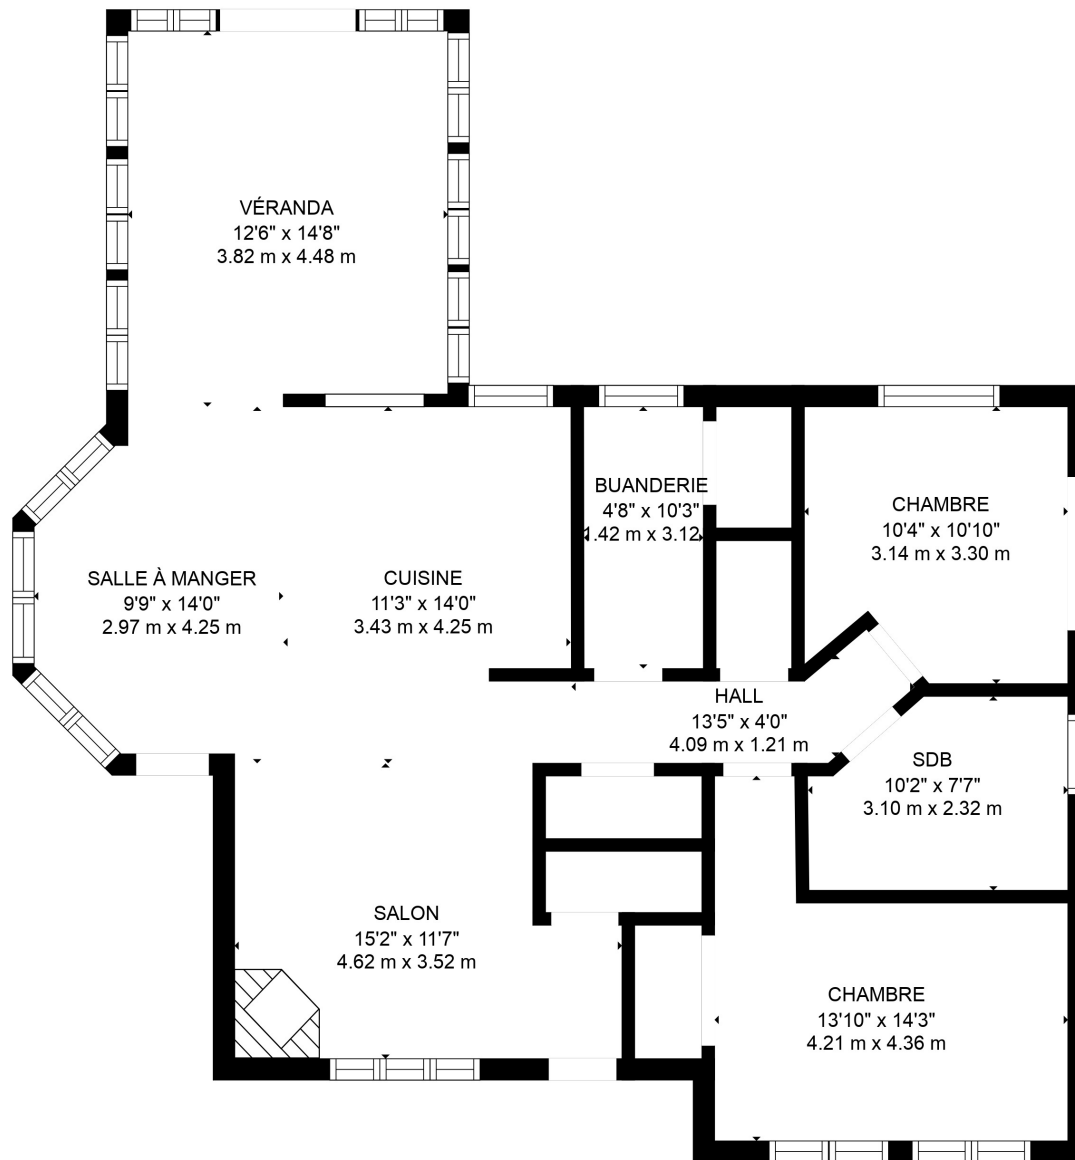 VÉRANDA
12'6" x 14'8"
3.82 m x 4.48 m
BUANDERIE
4'8" x 10'3"
1.42 m x 3.12
CHAMBRE
10'4" x 10'10"
3.14 m x 3.30 m
SALLE À MANGER
9'9" x 14'0"
2.97 m x 4.25 m
CUISINE
11'3" x 14'0"
3.43 m x 4.25 m
HALL
13'5" x 4'0"
4.09 m x 1.21 m
SDB
10'2" x 7'7"
3.10 m x 2.32 m
SALON
15'2" x 11'7"
4.62 m x 3.52 m
CHAMBRE
13'10" x 14'3"
4.21 m x 4.36 m